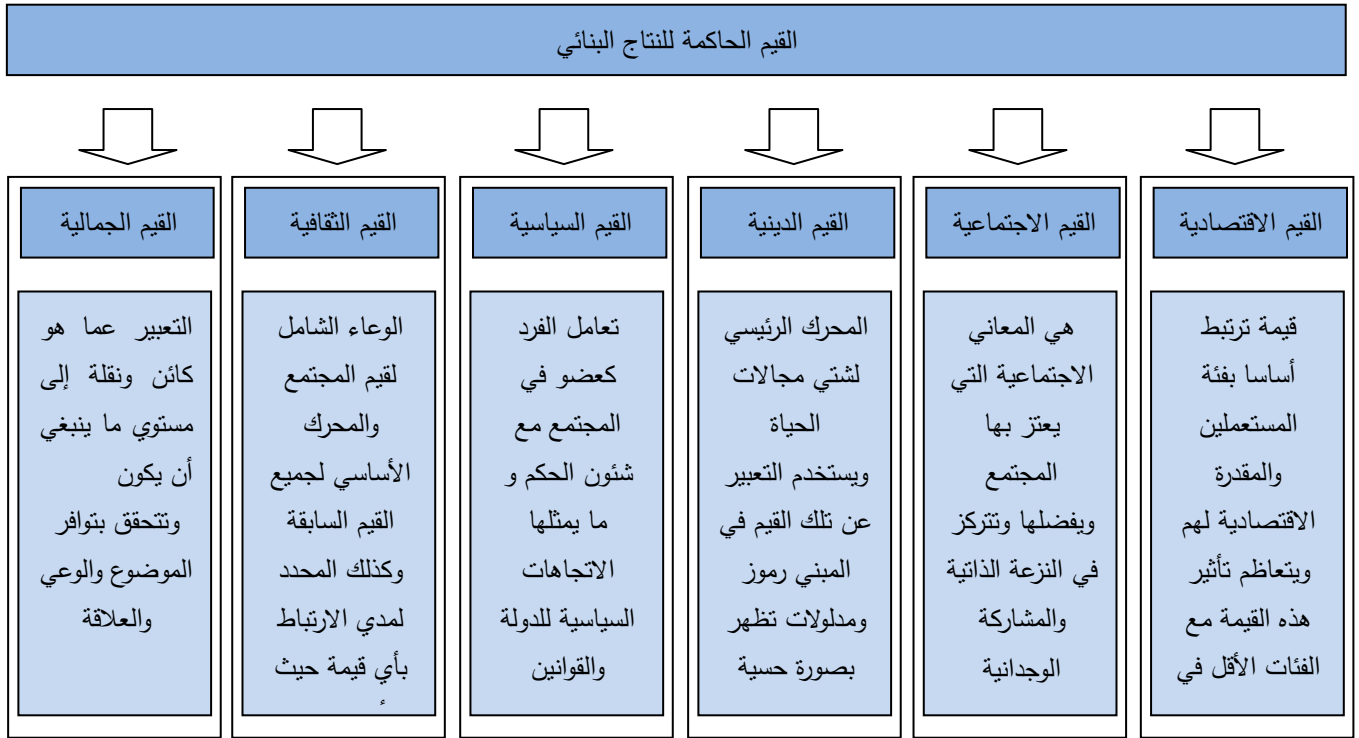 القيم الحاكمة للنتاج البنائي
القيم الاقتصادية
قيمة ترتبط
أساسا بفئة
المستعملين
والمقدرة
الاقتصادية لهم
ويتعاظم تأثير
هذه القيمة مع
الفئات الأقل في
القيم الاجتماعية
هي المعاني
الاجتماعية التي
يعتز بها
المجتمع
ويفضلها وتتركز
في النزعة الذاتية
والمشاركة
الوجدانية
القيم الدينية
المحرك الرئيسي
لشتي مجالات
الحياة
ويستخدم التعبير
عن تلك القيم في
المبني رموز
ومدلولات تظهر
بصورة حسية
القيم السياسية
تعامل الفرد
كعضو في
المجتمع مع
شئون الحكم و
ما يمثلها
الاتجاهات
السياسية للدولة
والقوانين
القيم الثقافية
الوعاء الشامل
لقيم المجتمع
والمحرك
الأساسي لجميع
القيم السابقة
وكذلك المحدد
لمدي الارتباط
بأي قيمة حيث
القيم الجمالية
التعبير عما هو
كائن ونقلة إلى
مستوي ما ينبغي
أن يكون
وتتحقق بتوافر
الموضوع والوعي
والعلاقة